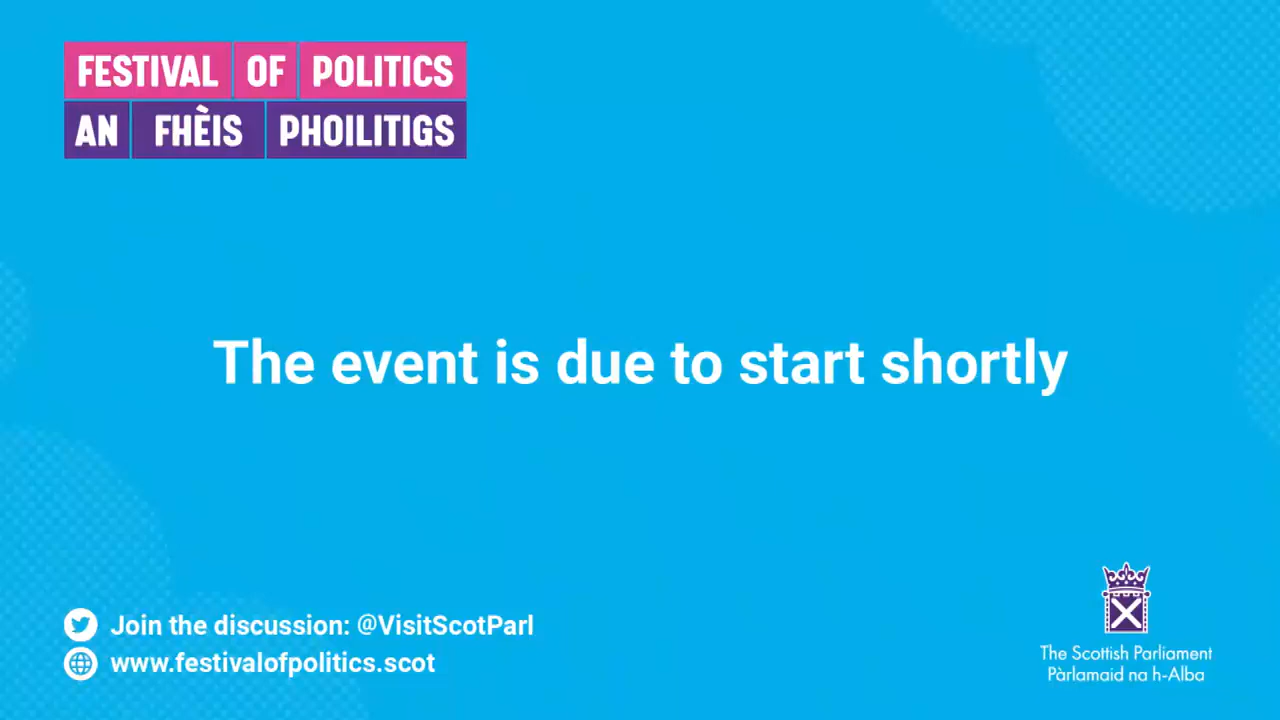 FESTIVAL OF POLITICS
AN FHÈIS PHOILITIGS
The event is due to start shortly
Join the discussion: @VisitScotParl
www.festivalofpolitics.scot
The Scottish Parliament
Pàrlamaid na h-Alba